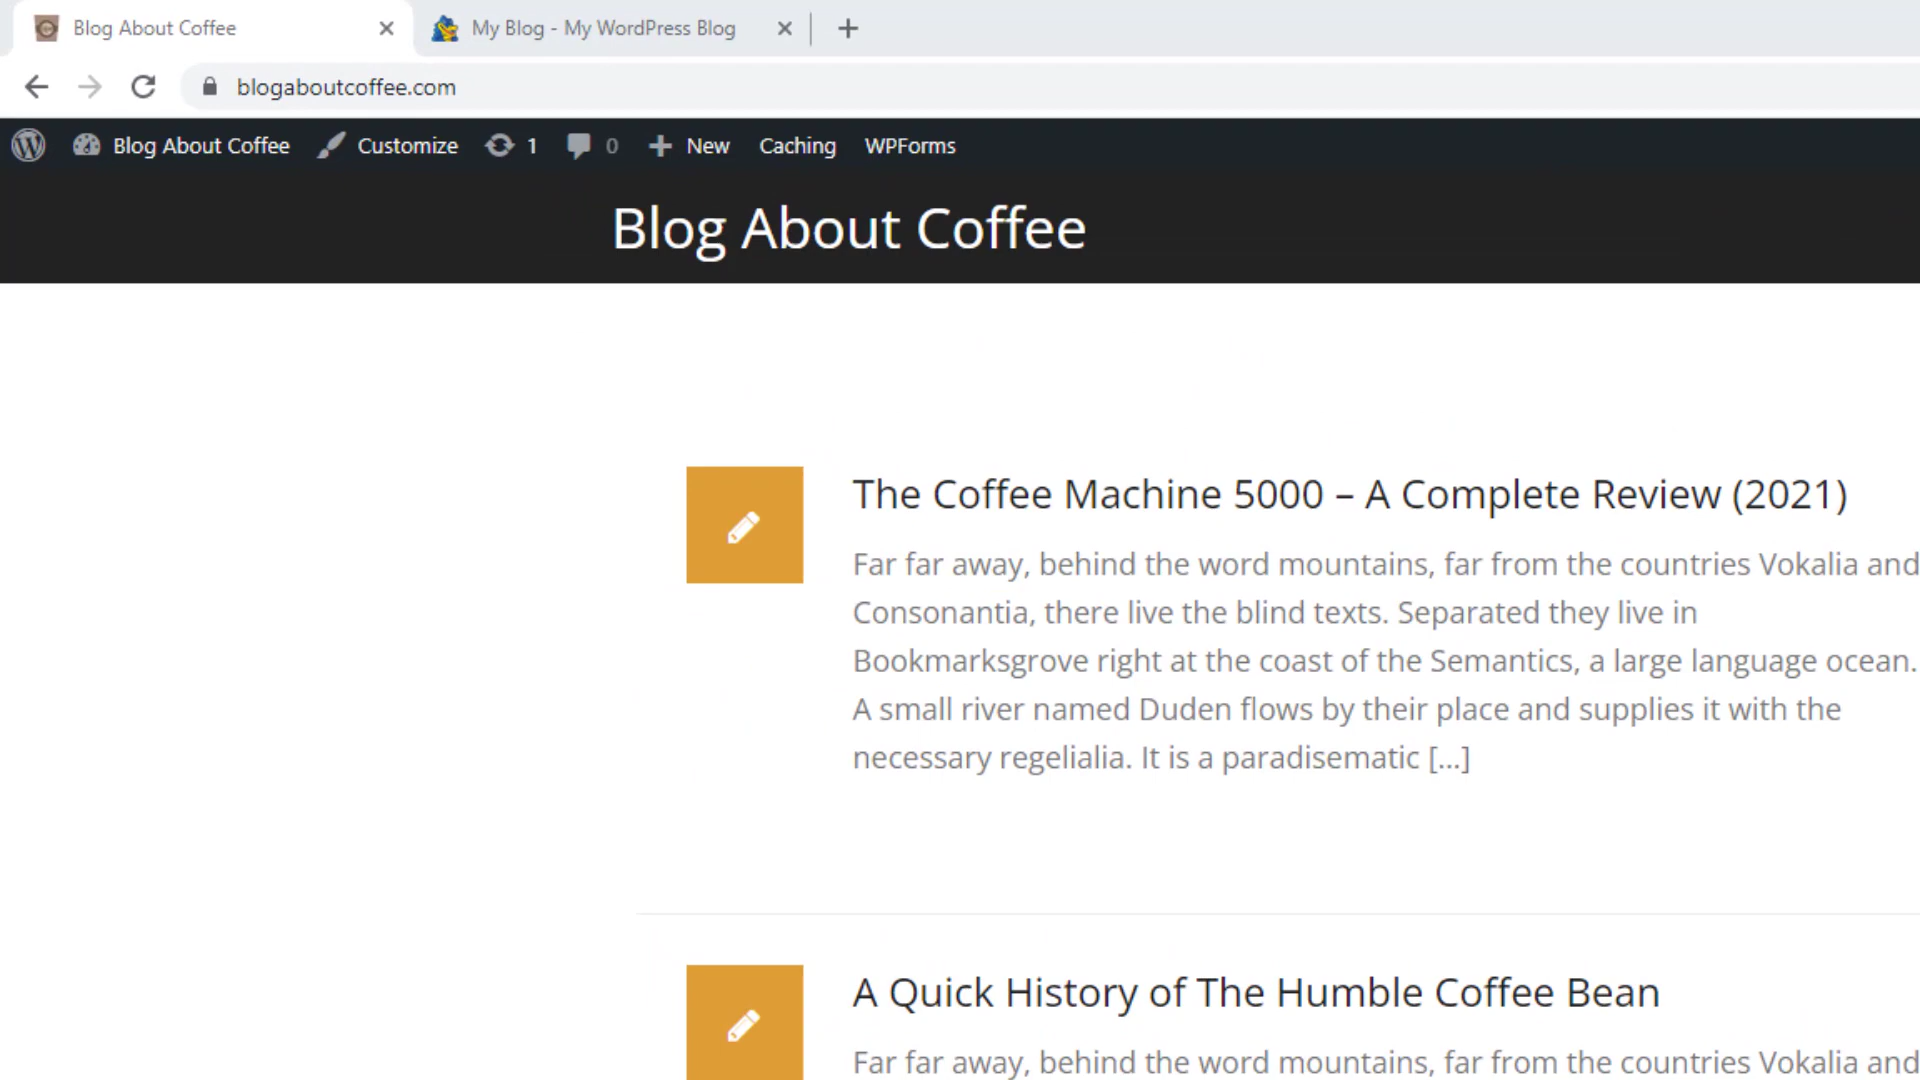 Blog About Coffee
My Blog - My WordPress Blog
blogaboutcoffee.com
Blog About Coffee Customize 1 0 New Caching WPForms
Blog About Coffee
The Coffee Machine 5000 – A Complete Review (2021)
Far far away, behind the word mountains, far from the countries Vokalia and
Consonantia, there live the blind texts. Separated they live in
Bookmarksgrove right at the coast of the Semantics, a large language ocean.
A small river named Duden flows by their place and supplies it with the
necessary regelialia. It is a paradisematic [...]
A Quick History of The Humble Coffee Bean
Far far away, behind the word mountains, far from the countries Vokalia and